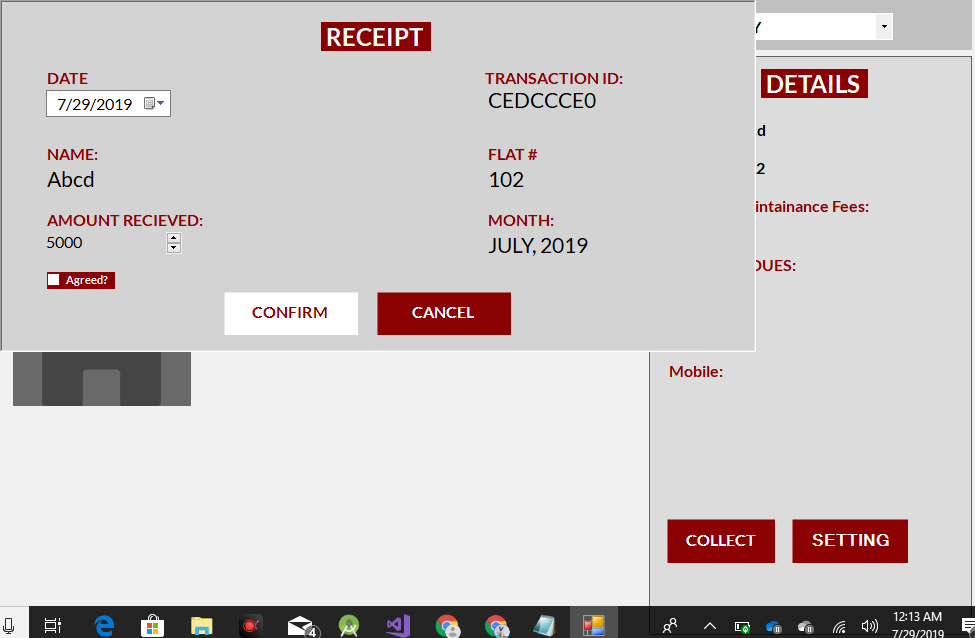 RECEIPT
DATE
7/29/2019
TRANSACTION ID:
CEDCCCE0
NAME:
Abcd
FLAT #
102
AMOUNT RECIEVED:
5000
MONTH:
JULY, 2019
Agreed?
CONFIRM
CANCEL
Y
DETAILS
d
2
intainance Fees:
DUES:
Mobile:
COLLECT
SETTING
4
12:13 AM
7/29/2019